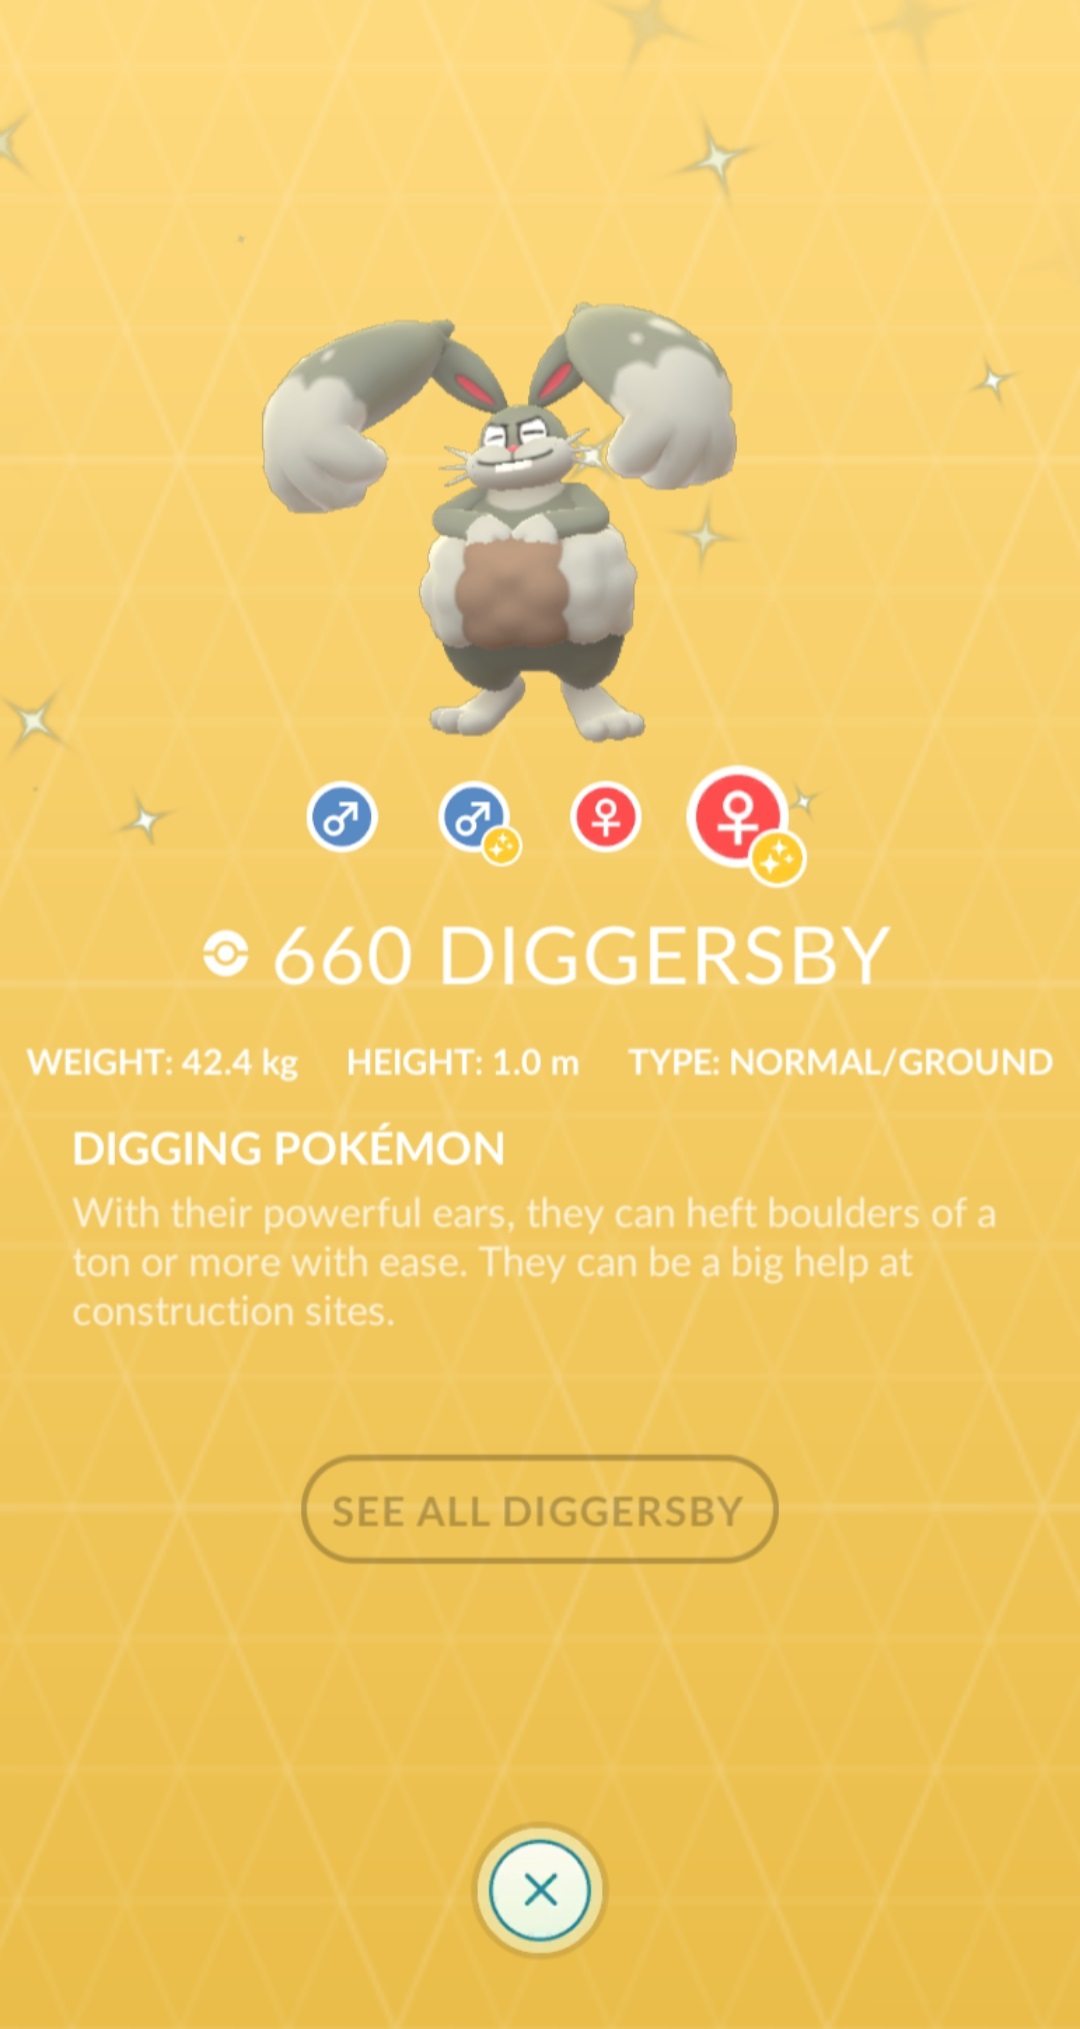 660 DIGGERSBY
WEIGHT: 42.4 kg HEIGHT: 1.0 m TYPE: NORMAL/GROUND
DIGGING POKÉMON
With their powerful ears, they can heft boulders of a
ton or more with ease. They can be a big help at
construction sites.
SEE ALL DIGGERSBY